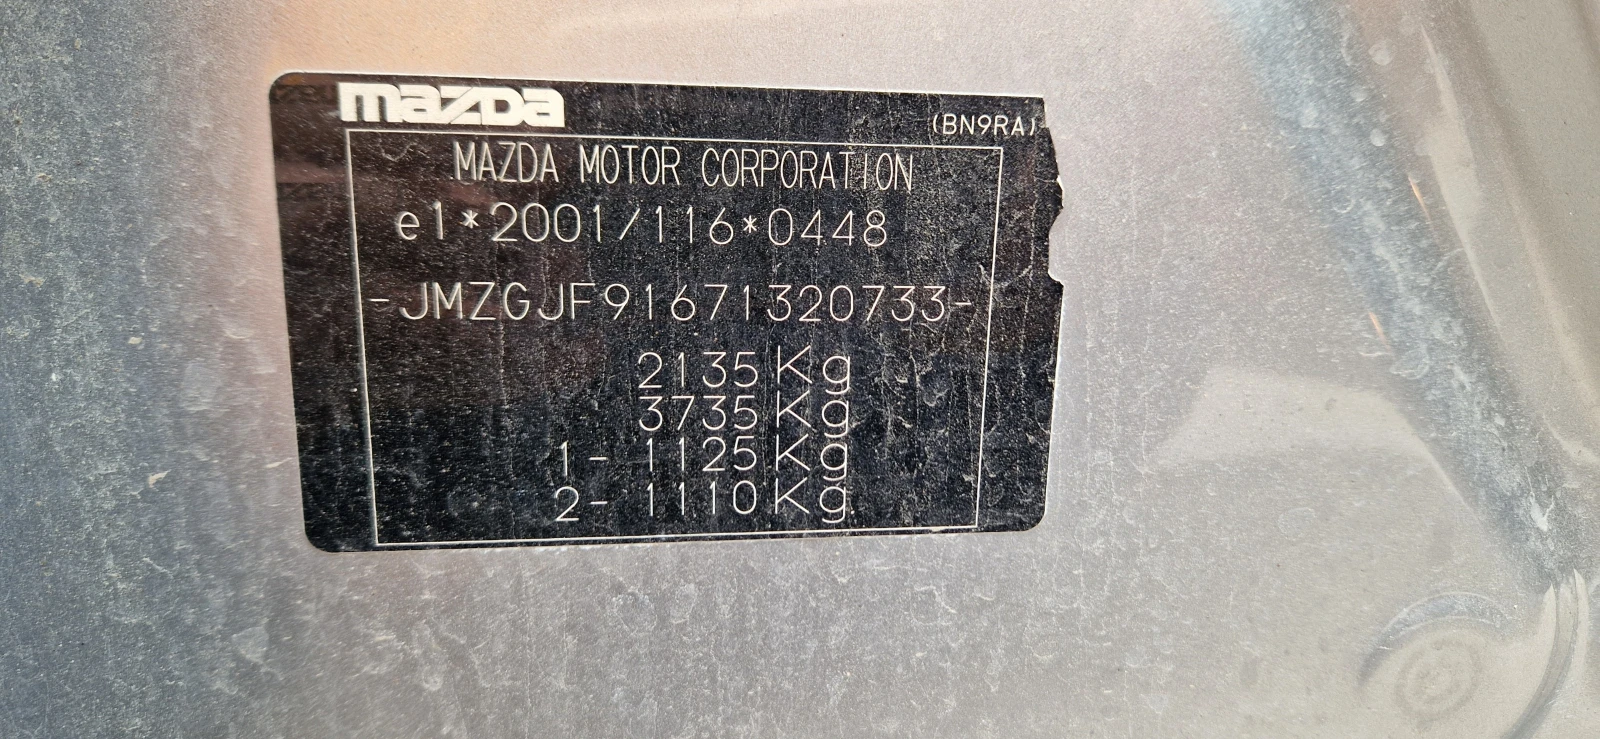 mazda
(BN9RA)
MAZDA MOTOR CORPORATION
e1*2001/116*0448
-JMZGJF91671320733-
2135Kg
3735Kg
1- 1125Kg
2- 1110Kg